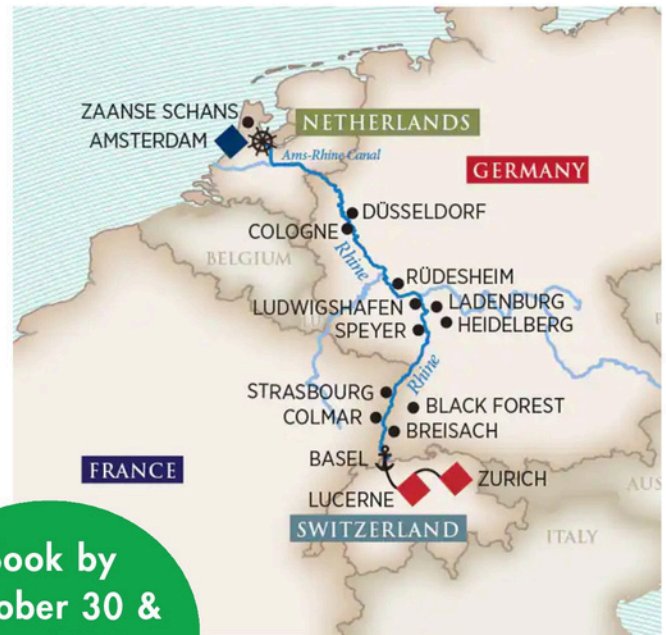 ZAANSE SCHANS
AMSTERDAM
NETHERLANDS
Ams-Rhine Canal
GERMANY
DÜSSELDORF
COLOGNE
BELGIUM
Rhine
RÜDESHEIM
LUDWIGSHAFEN
LADENBURG
SPEYER
HEIDELBERG
Rhine
STRASBOURG
BLACK FOREST
COLMAR
BREISACH
BASEL
FRANCE
ZURICH
LUCERNE
AUS
SWITZERLAND
ITALY
ook by
ober 30 &